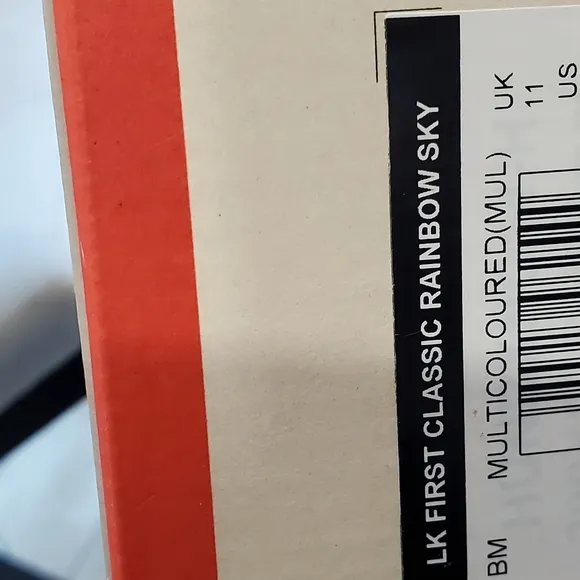 LK FIRST CLASSIC RAINBOW SKY
BM MULTICOLOURED(MUL) UK
11
US